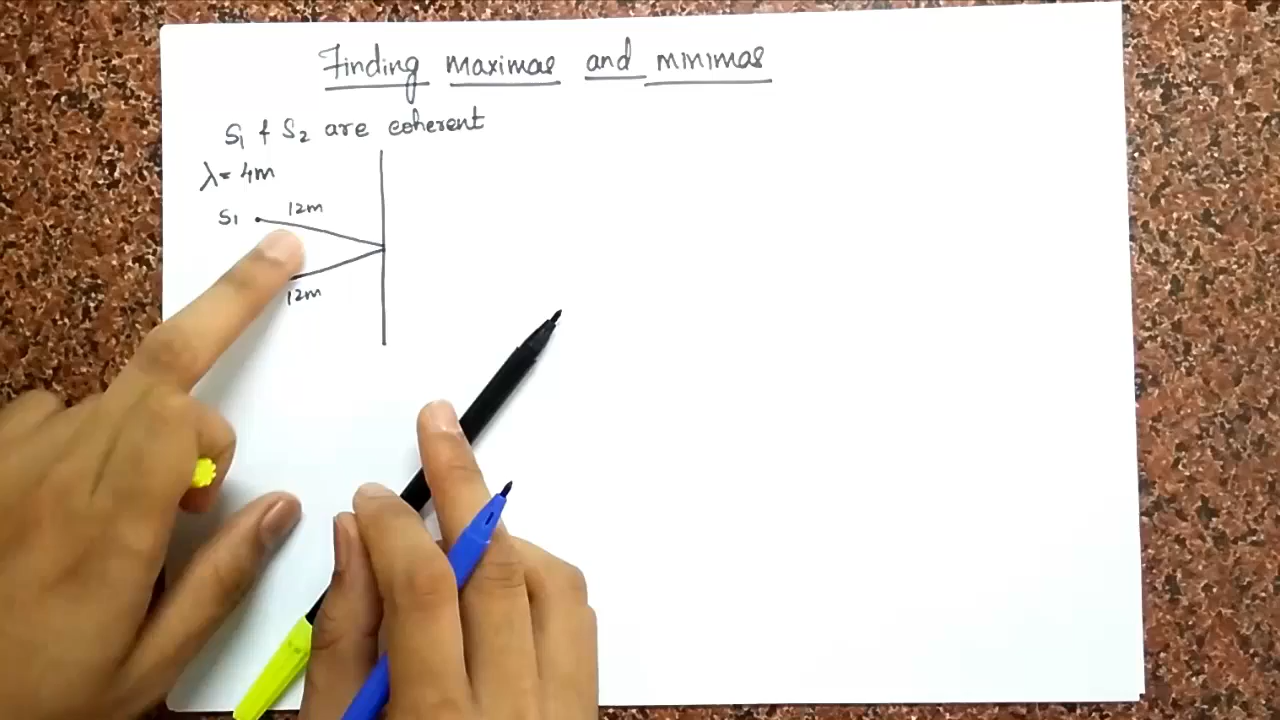 Finding maximas and minimas
S1 & S2 are coherent
λ= 4m
12m
S1
12m